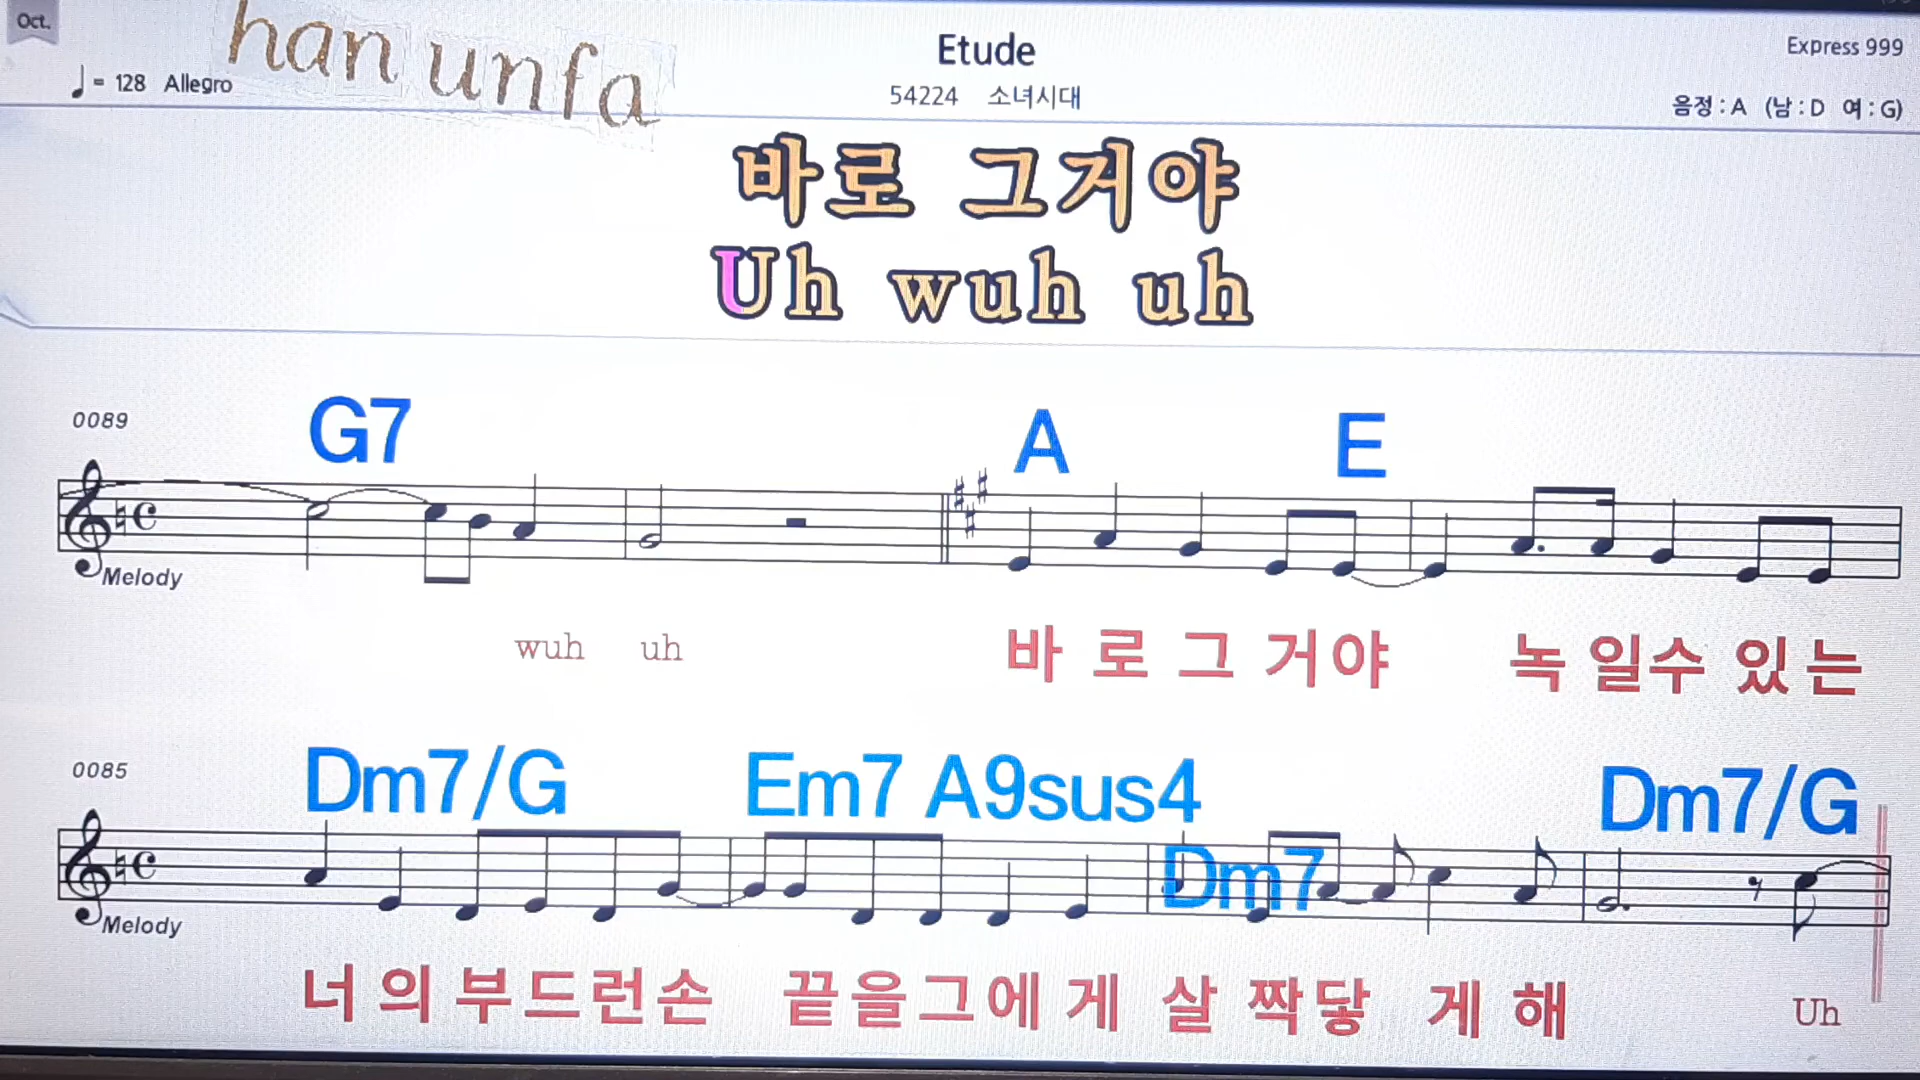 Oct.
han unfa
Etude
Express 999
♩= 128 Allegro
54224 소녀시대
음정 : A (남 : D 여 : G)
바로 그거야
Uh wuh uh
0089
G7 A E
Melody
wuh uh 바 로 그 거 야 녹 일 수 있 는
0085
Dm7/G Em7 A9sus4 Dm7 Dm7/G
Melody
너 의 부 드 런 손 끝 을 그 에 게 살 짝 닿 게 해 Uh